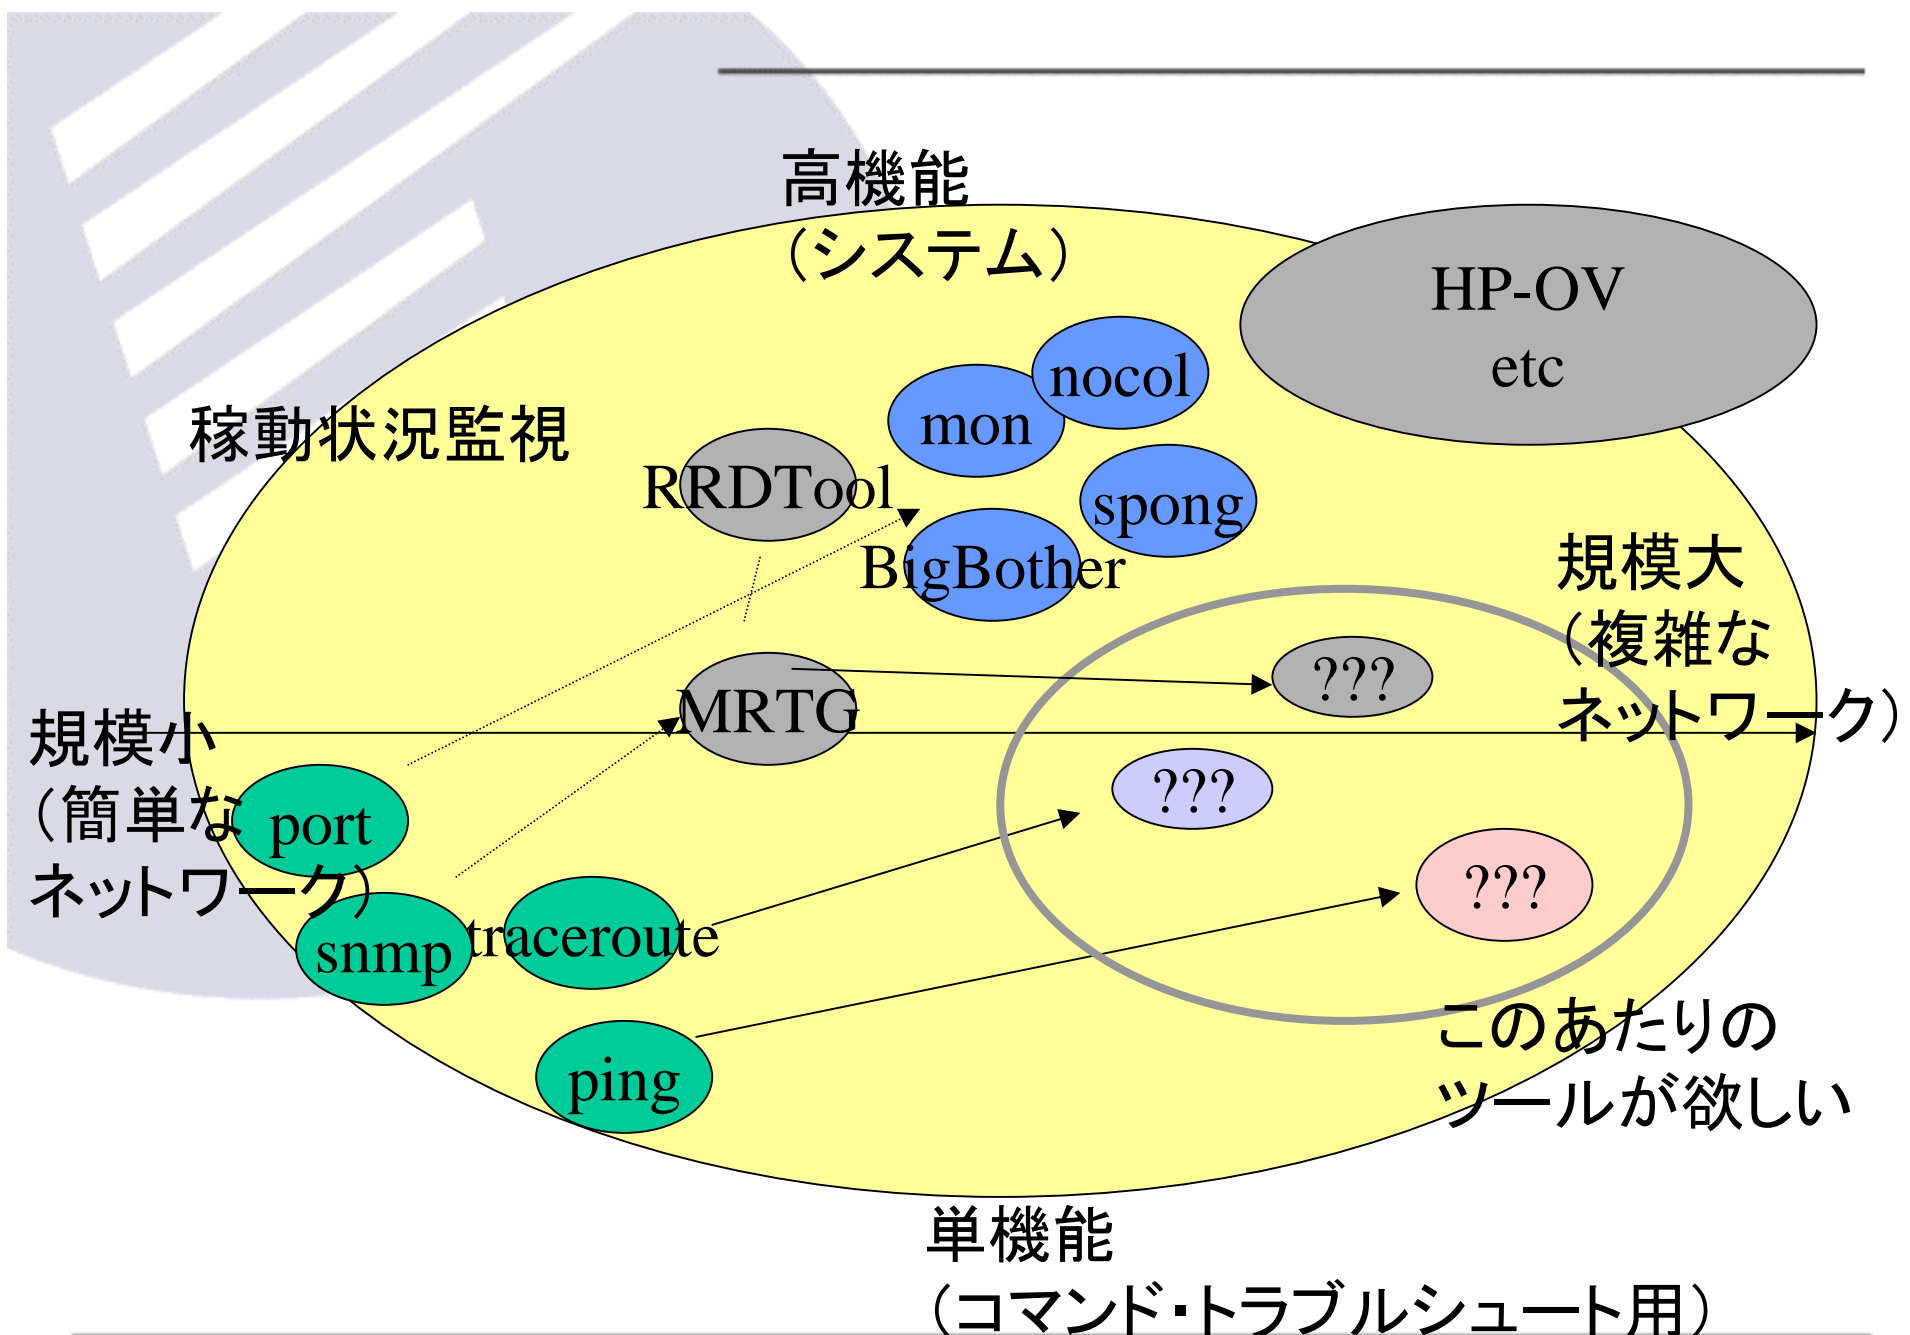 高機能
（システム）
HP-OV
etc
nocol
mon
稼動状況監視
RRDTool
spong
BigBother
規模大
（複雑な
ネットワーク）
???
MRTG
規模小
（簡単な
ネットワーク）
???
port
???
traceroute
snmp
このあたりの
ツールが欲しい
ping
単機能
（コマンド・トラブルシュート用）